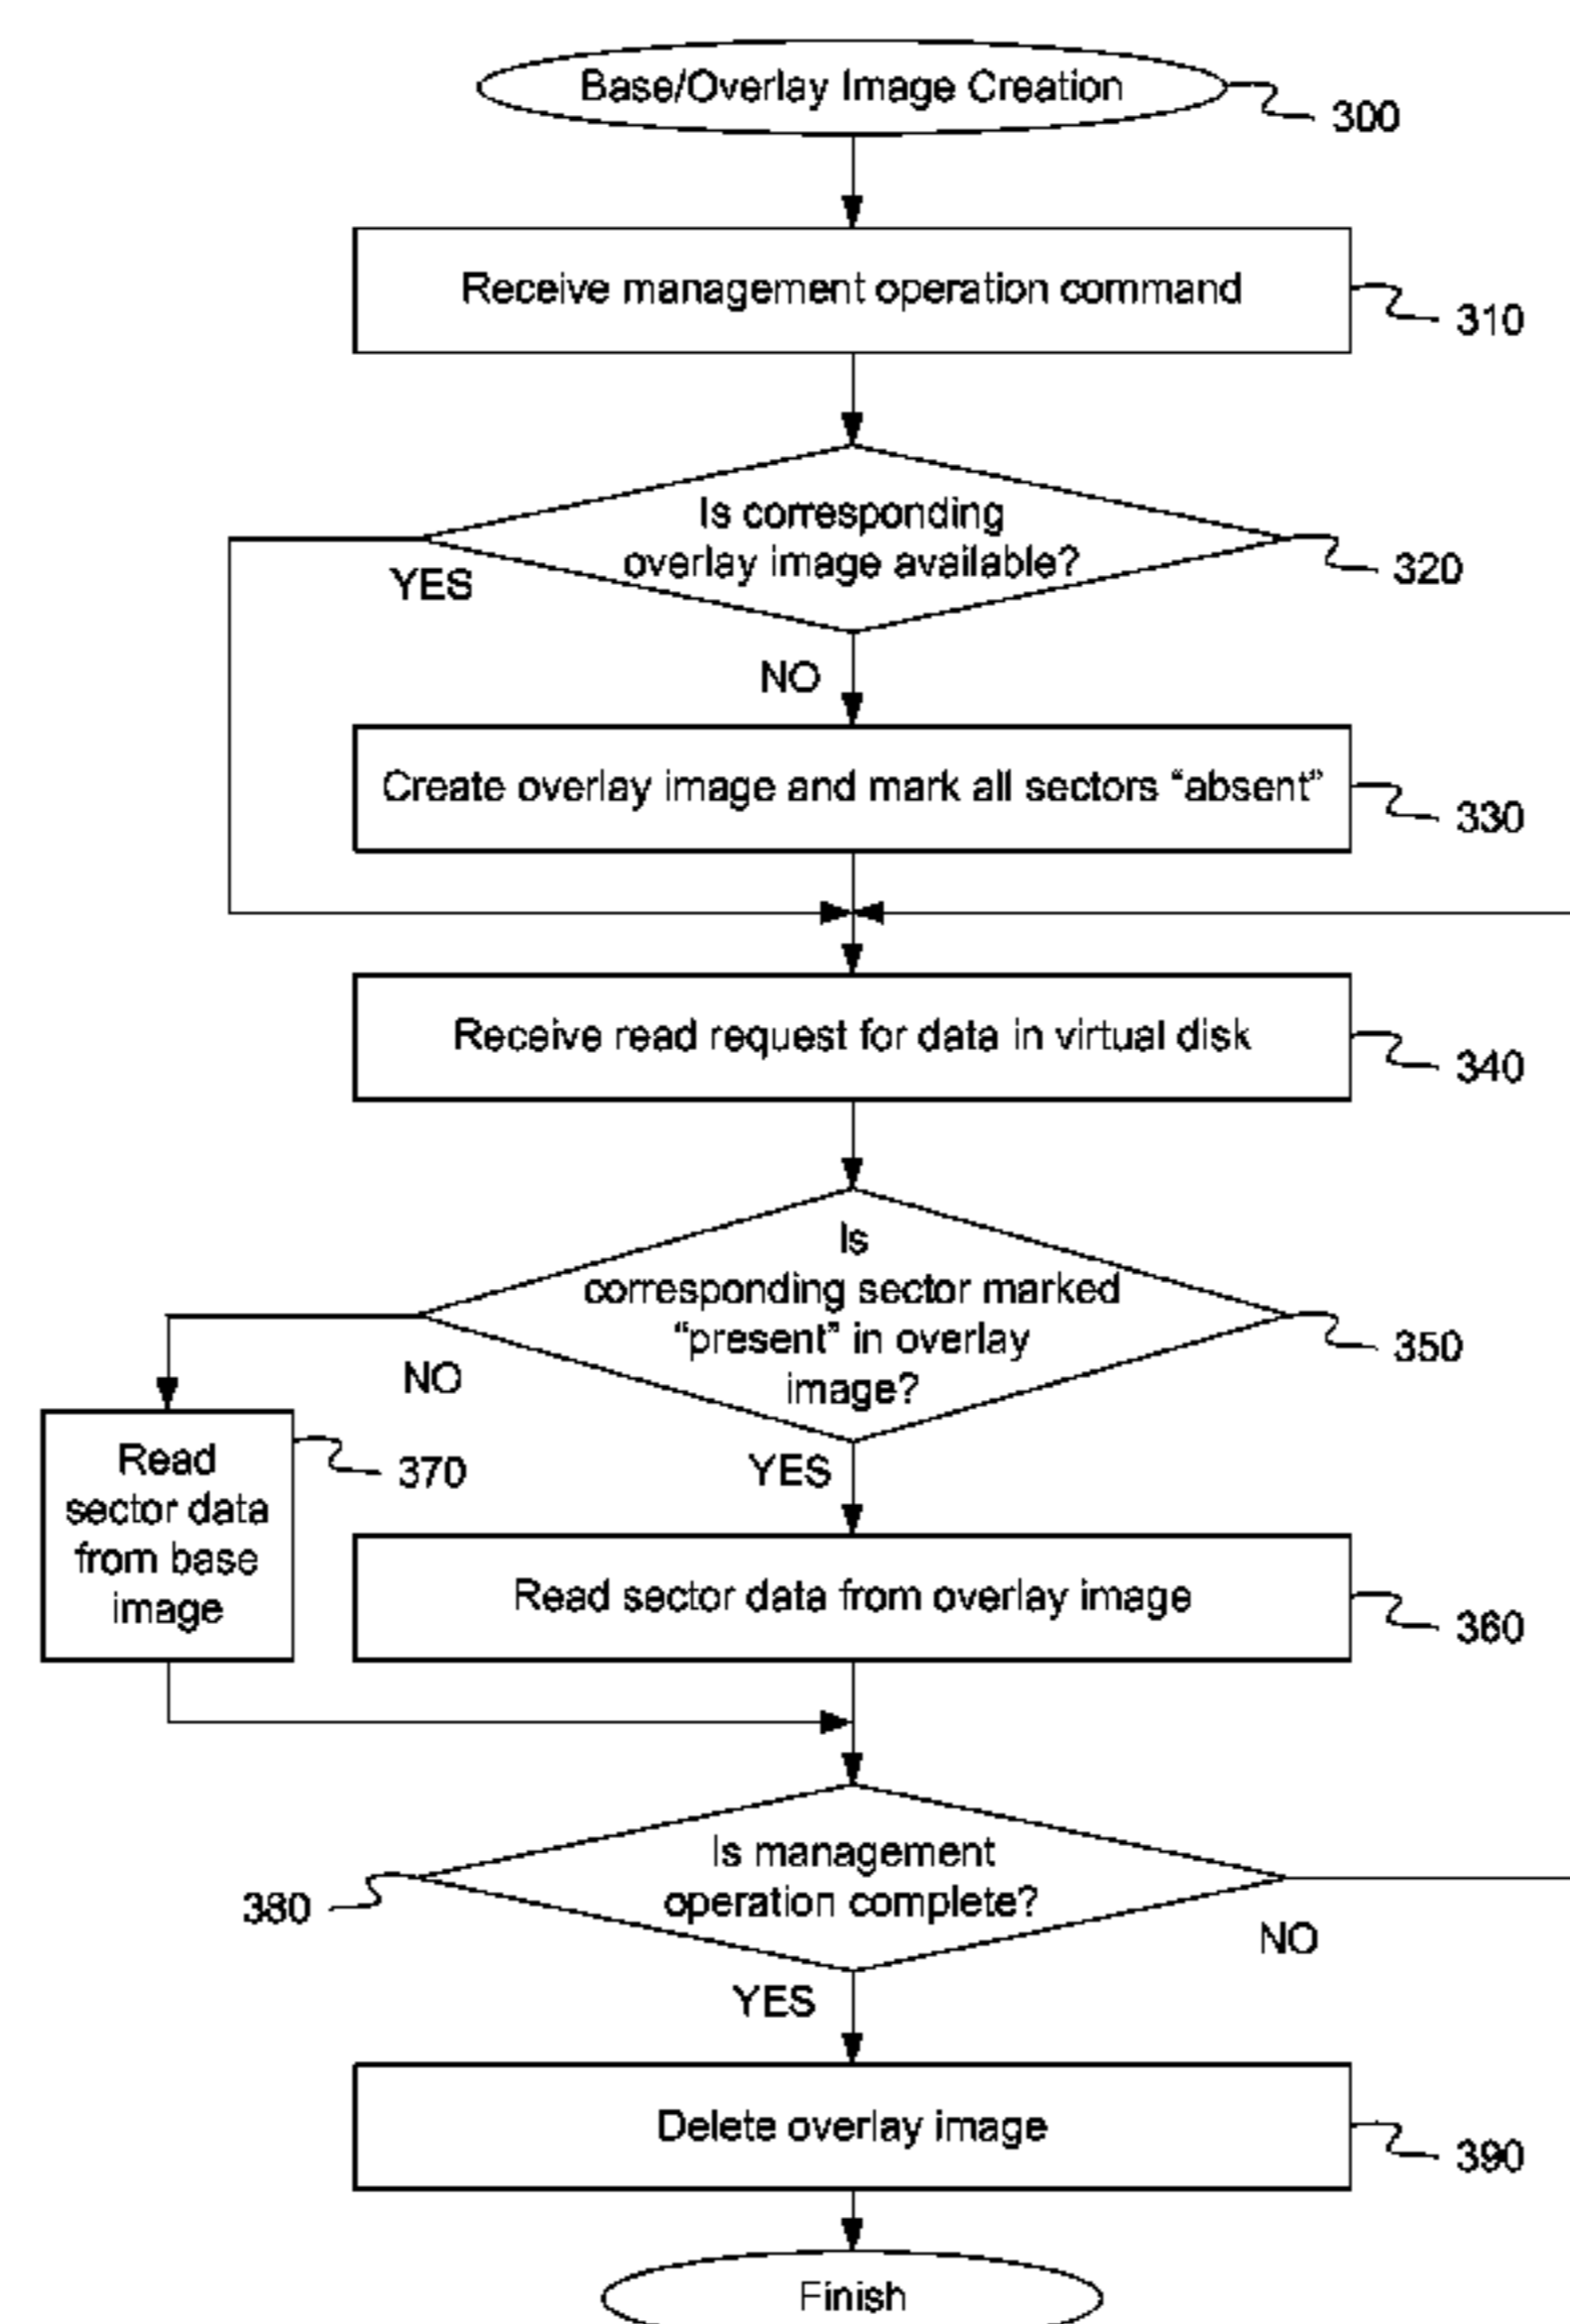 Base/Overlay Image Creation
300
Receive management operation command
310
Is corresponding
overlay image available?
320
YES
NO
Create overlay image and mark all sectors “absent”
330
Receive read request for data in virtual disk
340
Is
corresponding sector marked
“present” in overlay
image?
350
NO
YES
Read
sector data
from base
image
370
Read sector data from overlay image
360
Is management
operation complete?
380
NO
YES
Delete overlay image
390
Finish